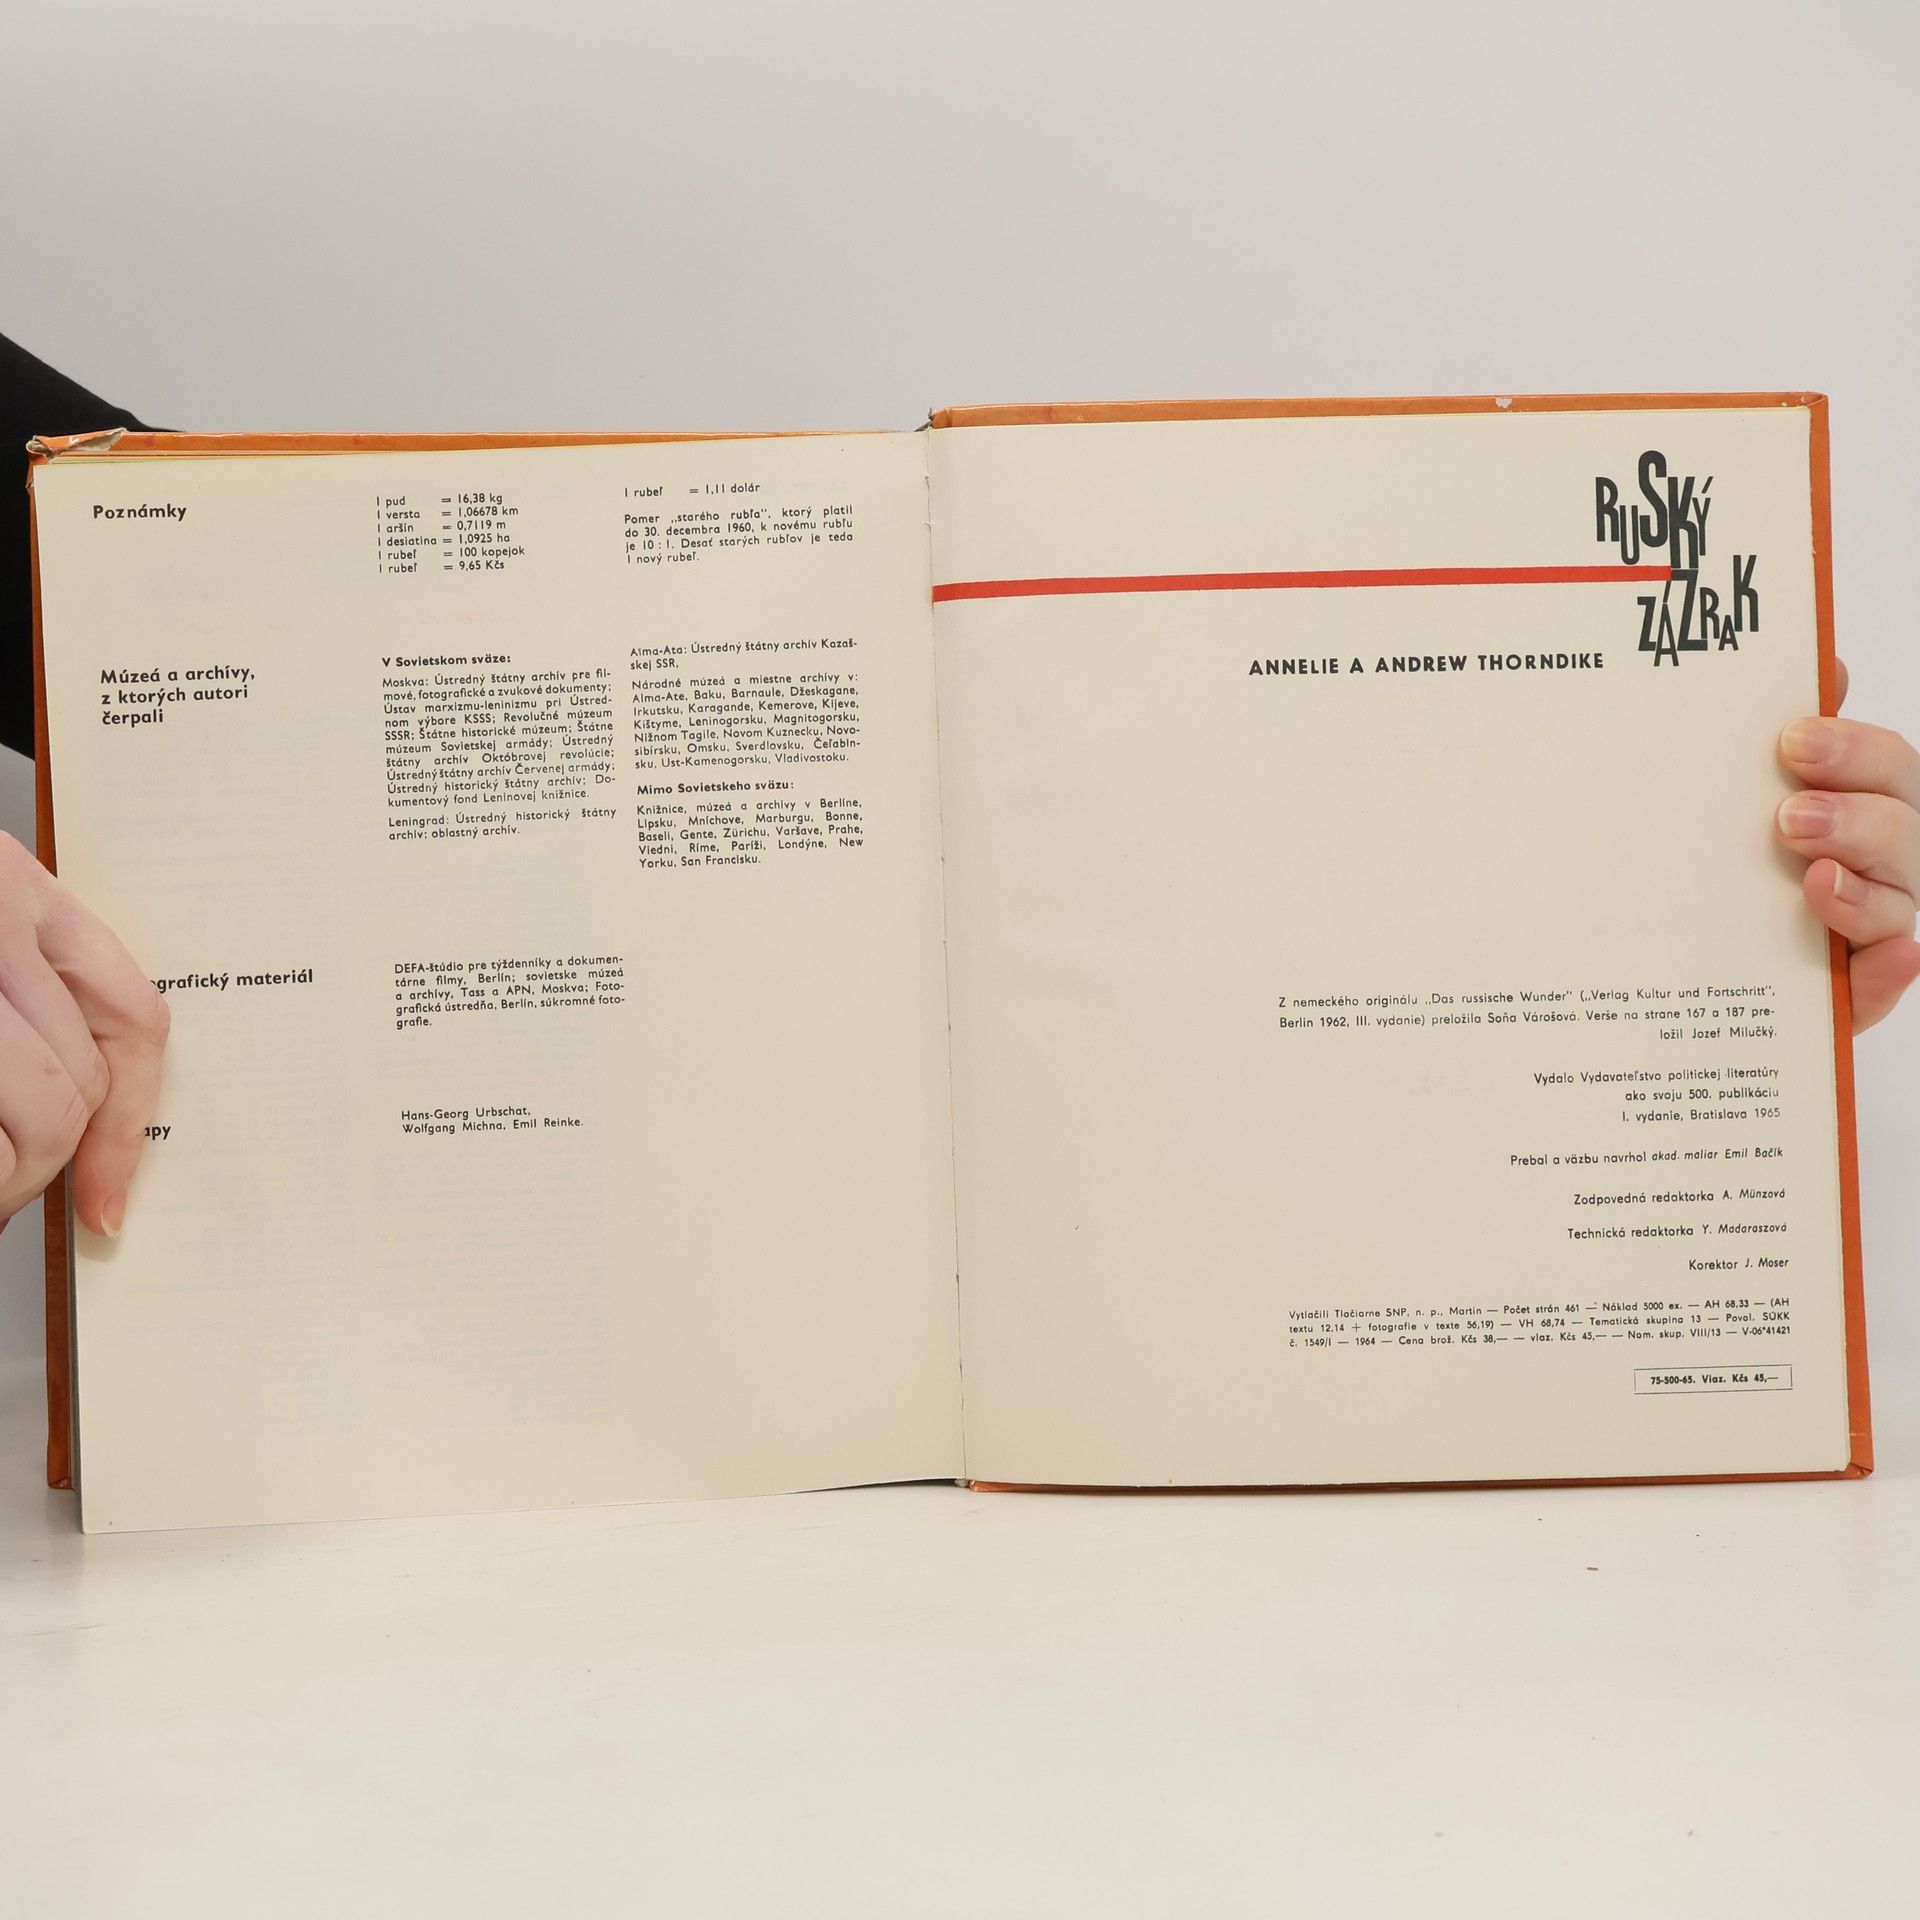 Poznámky
1 pud = 16,38 kg
1 versta = 1,06678 km
1 aršín = 0,7119 m
1 desiatina = 1,0925 ha
1 rubeľ = 100 kopejok
1 rubeľ = 9,65 Kčs
1 rubeľ = 1,11 dolár
Pomer „starého rubľa“, ktorý platil
do 30. decembra 1960, k novému rubľu
je 10 : 1. Desať starých rubľov je teda
1 nový rubeľ.
Múzeá a archívy,
z ktorých autori
čerpali
V Sovietskom sväze:
Moskva: Ústredný štátny archív pre fil-
mové, fotografické a zvukové dokumenty;
Ústav marxizmu-leninizmu pri Ústred-
nom výbore KSSS; Revolučné múzeum
SSSR; Štátne historické múzeum; Štátne
múzeum Sovietskej armády; Ústredný
štátny archív Októbrovej revolúcie;
Ústredný štátny archív Červenej armády;
Ústredný historický štátny archív; Do-
kumentový fond Leninovej knižnice.
Leningrad: Ústredný historický štátny
archív; oblastný archív.
Alma-Ata: Ústredný štátny archív Kazaš-
skej SSR,
Národné múzeá a miestne archívy v:
Alma-Ate, Baku, Barnaule, Džeskagane,
Irkutsku, Karagande, Kemerove, Kijeve,
Kištyme, Leninogorsku, Magnitogorsku,
Nižnom Tagile, Novom Kuznecku, Novo-
sibírsku, Omsku, Sverdlovsku, Čeľabin-
sku, Ust-Kamenogorsku, Vladivostoku.
Mimo Sovietskeho sväzu:
Knižnice, múzeá a archívy v Berlíne,
Lipsku, Mníchove, Marburgu, Bonne,
Baseli, Gente, Zürichu, Varšave, Prahe,
Viedni, Ríme, Paríži, Londýne, New
Yorku, San Francisku.
ografický materiál
DEFA-štúdio pre týždenníky a dokumen-
tárne filmy, Berlín; sovietske múzeá
a archívy, Tass a APN, Moskva; Foto-
grafická ústredňa, Berlín, súkromné foto-
grafie.
apy
Hans-Georg Urbschat,
Wolfgang Michna, Emil Reinke.
RUSKÝ
ZÁZRAK
ANNELIE A ANDREW THORNDIKE
Z nemeckého originálu „Das russische Wunder“ („Verlag Kultur und Fortschritt“,
Berlin 1962, III. vydanie) preložila Soňa Várošová. Verše na strane 167 a 187 pre-
ložil Jozef Milučký.
Vydalo Vydavateľstvo politickej literatúry
ako svoju 500. publikáciu
I. vydanie, Bratislava 1965
Prebal a väzbu navrhol akad. maliar Emil Bačík
Zodpovedná redaktorka A. Münzová
Technická redaktorka Y. Madaraszová
Korektor J. Moser
Vytlačili Tlačiarne SNP, n. p., Martin — Počet strán 461 — Náklad 5000 ex. — AH 68,33 — (AH
textu 12,14 + fotografie v texte 56,19) — VH 68,74 — Tematická skupina 13 — Povol. SÚKK
č. 1549/I — 1964 — Cena brož. Kčs 38,— — viaz. Kčs 45,— — Nom. skup. VIII/13 — V-06*41421
75-500-65. Viaz. Kčs 45,—